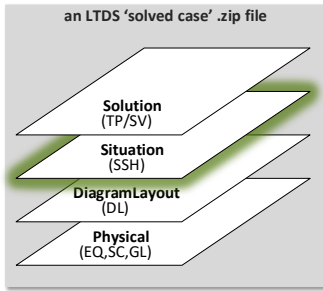 an LTDS ‘solved case’ .zip file
Solution
(TP/SV)
Situation
(SSH)
DiagramLayout
(DL)
Physical
(EQ,SC,GL)